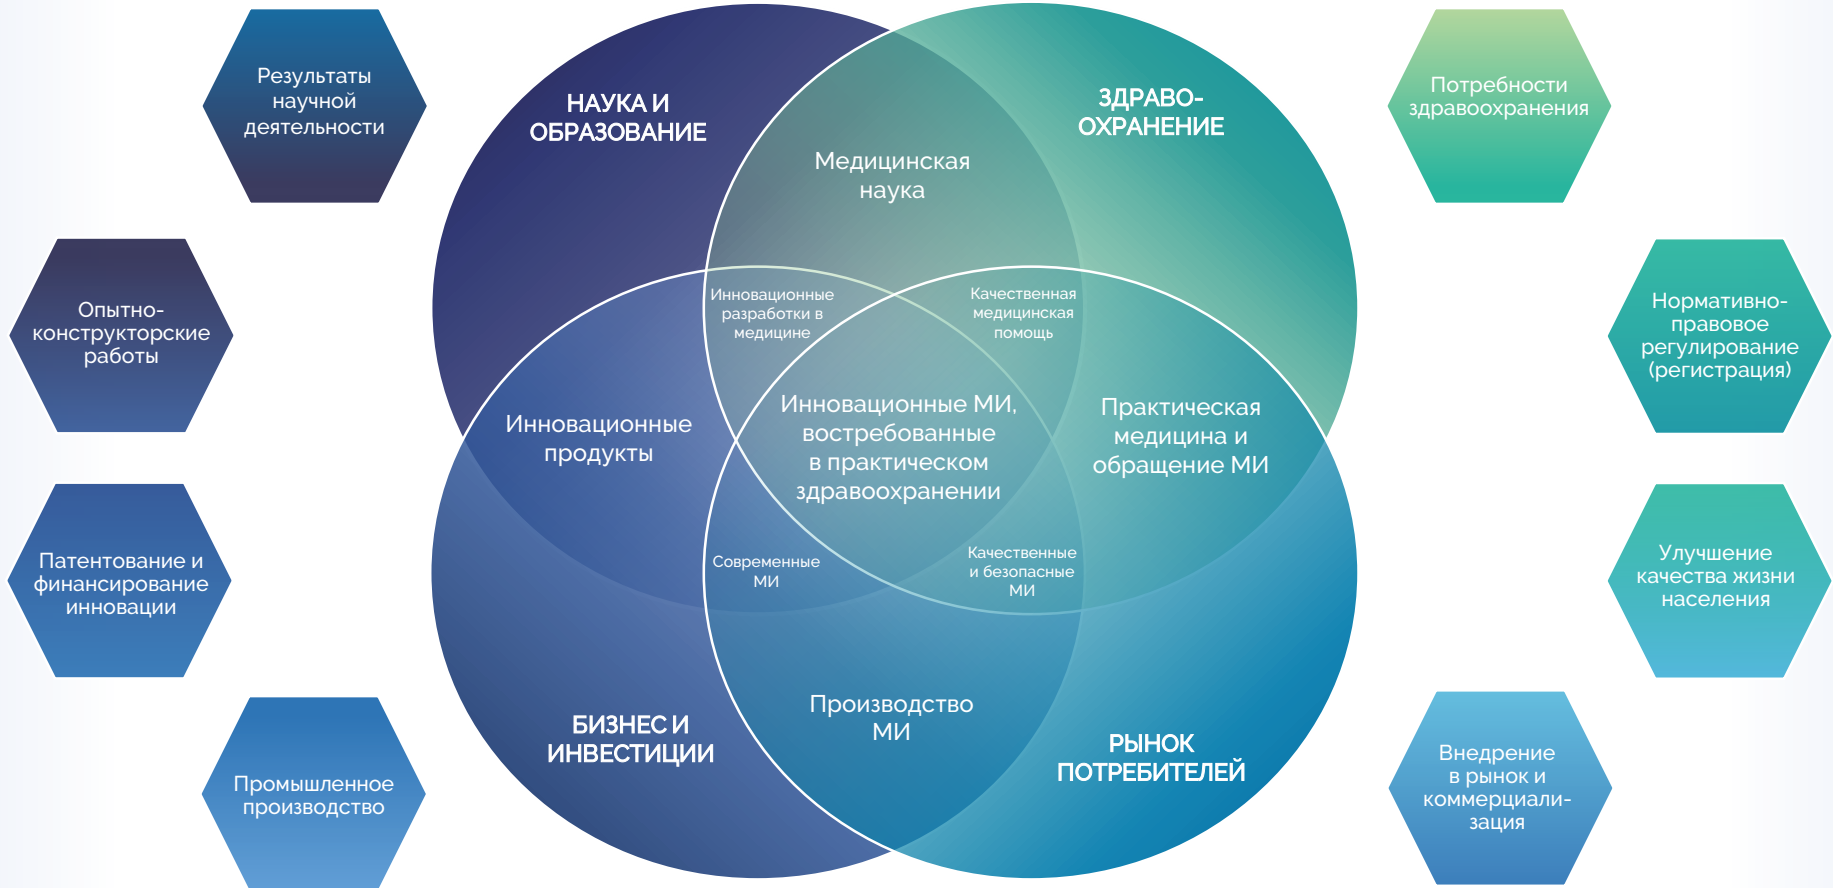 Результаты
научной
деятельности
Опытно-
конструкторские
работы
Патентование и
финансирование
инновации
Промышленное
производство
НАУКА И
ОБРАЗОВАНИЕ
ЗДРАВО-
ОХРАНЕНИЕ
Медицинская
наука
Инновационные
разработки в
медицине
Качественная
медицинская
помощь
Инновационные
продукты
Инновационные МИ,
востребованные
в практическом
здравоохранении
Практическая
медицина и
обращение МИ
Современные
МИ
Качественные
и безопасные
МИ
Производство
МИ
БИЗНЕС И
ИНВЕСТИЦИИ
РЫНОК
ПОТРЕБИТЕЛЕЙ
Потребности
здравоохранения
Нормативно-
правовое
регулирование
(регистрация)
Улучшение
качества жизни
населения
Внедрение
в рынок и
коммерциали-
зация